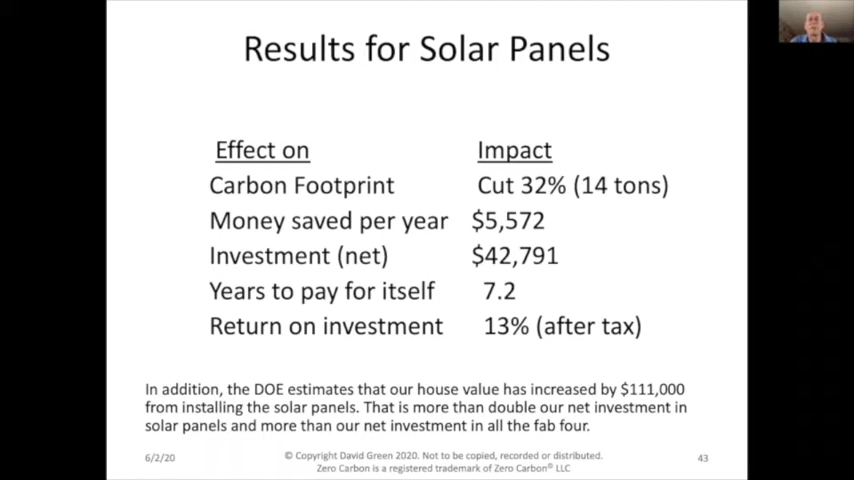 Results for Solar Panels
Effect on Impact
Carbon Footprint Cut 32% (14 tons)
Money saved per year $5,572
Investment (net) $42,791
Years to pay for itself 7.2
Return on investment 13% (after tax)
In addition, the DOE estimates that our house value has increased by $111,000
from installing the solar panels. That is more than double our net investment in
solar panels and more than our net investment in all the fab four.
6/2/20
© Copyright David Green 2020. Not to be copied, recorded or distributed.
Zero Carbon is a registered trademark of Zero Carbon® LLC
43